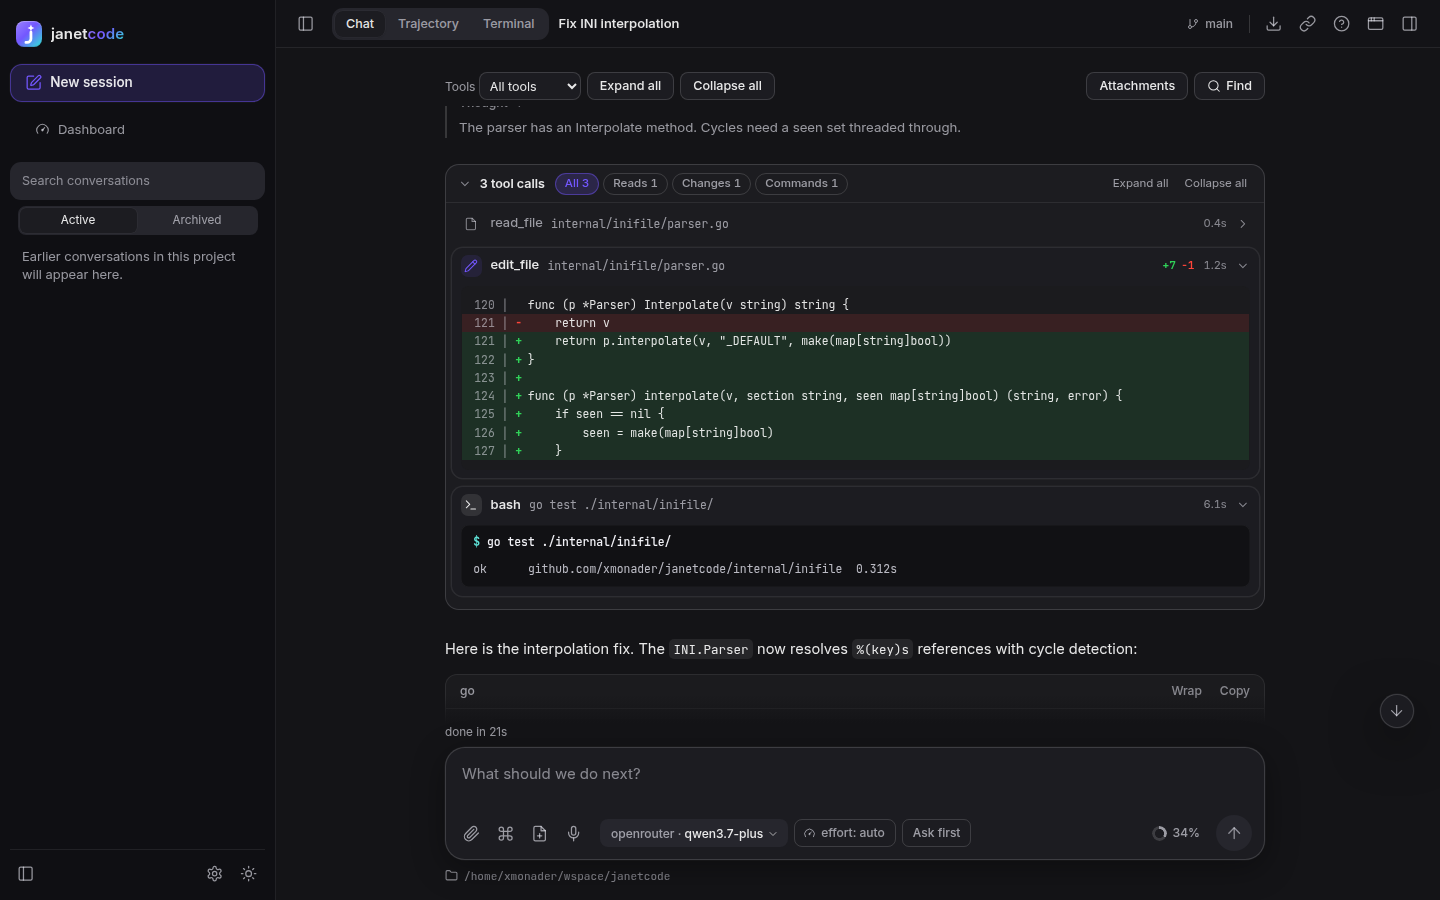 janetcode
New session
Dashboard
Search conversations
Active Archived
Earlier conversations in this project
will appear here.
Chat Trajectory Terminal Fix INI Interpolation
main
Tools All tools Expand all Collapse all Attachments Find
Thought
The parser has an Interpolate method. Cycles need a seen set threaded through.
3 tool calls All 3 Reads 1 Changes 1 Commands 1 Expand all Collapse all
read_file internal/inifile/parser.go 0.4s
edit_file internal/inifile/parser.go +7 -1 1.2s
120 | func (p *Parser) Interpolate(v string) string {
121 | - return v
121 | + return p.interpolate(v, "_DEFAULT", make(map[string]bool))
122 | + }
123 | +
124 | + func (p *Parser) interpolate(v, section string, seen map[string]bool) (string, error) {
125 | + if seen == nil {
126 | + seen = make(map[string]bool)
127 | + }
bash go test ./internal/inifile/ 6.1s
$ go test ./internal/inifile/
ok github.com/xmonader/janetcode/internal/inifile 0.312s
Here is the interpolation fix. The INI.Parser now resolves %(key)s references with cycle detection:
go Wrap Copy
done in 21s
What should we do next?
openrouter · qwen3.7-plus effort: auto Ask first 34%
/home/xmonader/wspace/janetcode